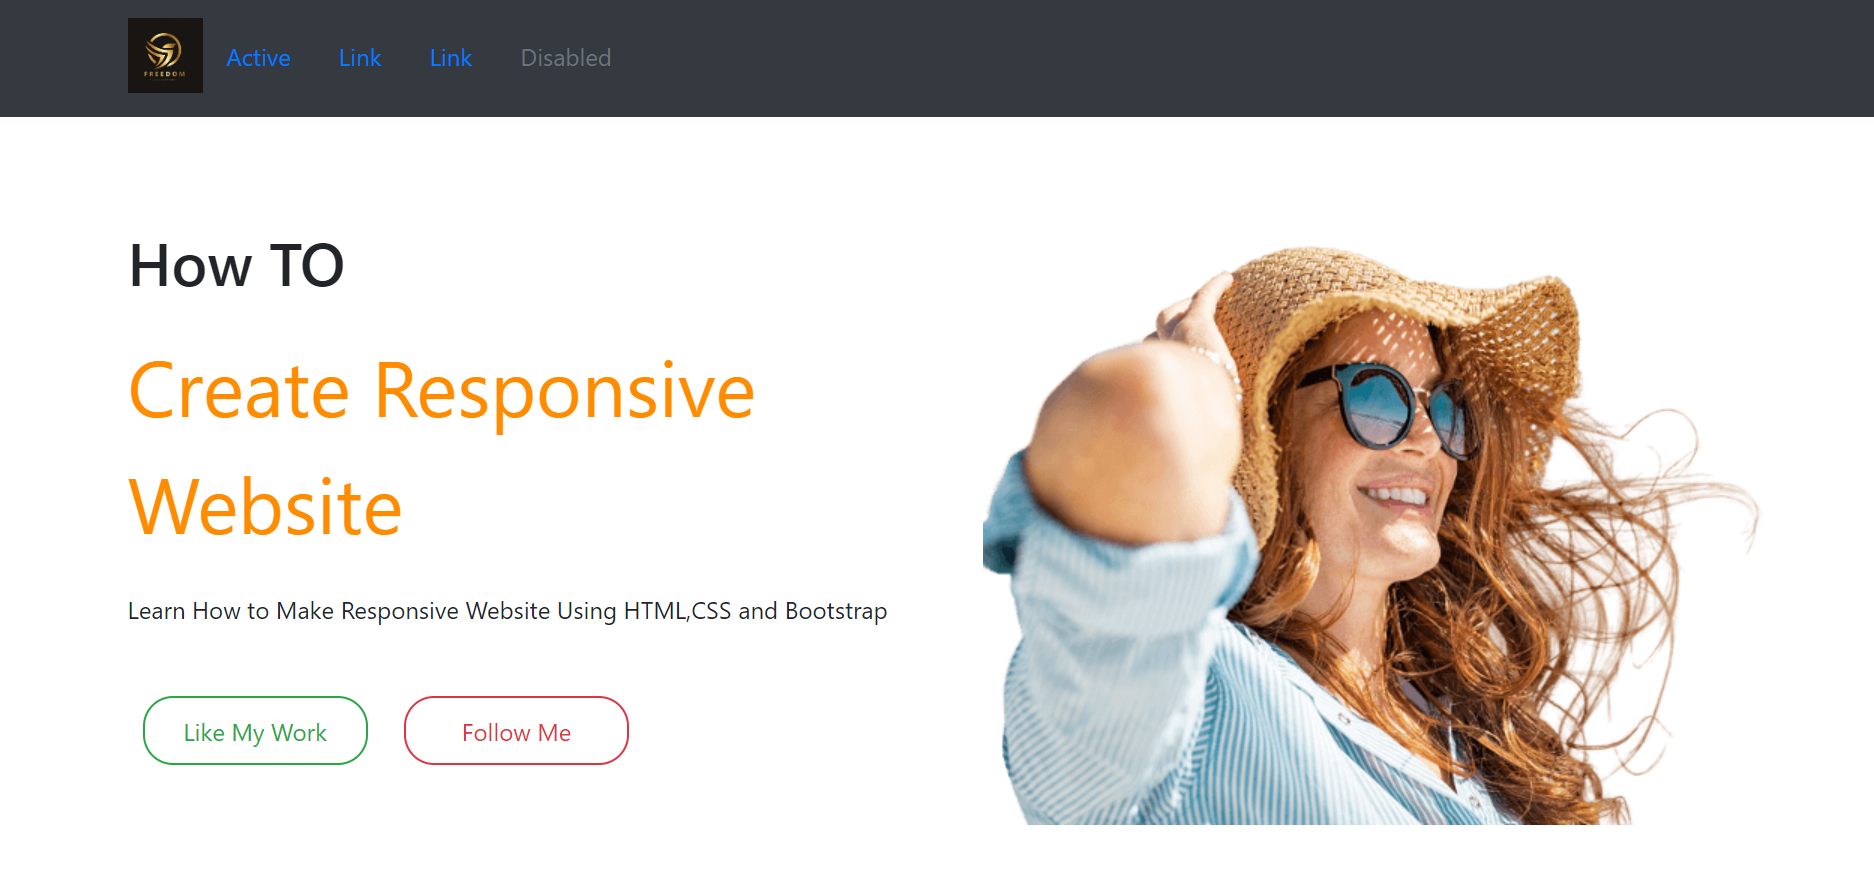 FREEDOM
Active Link Link Disabled
How TO
Create Responsive
Website
Learn How to Make Responsive Website Using HTML,CSS and Bootstrap
Like My Work Follow Me